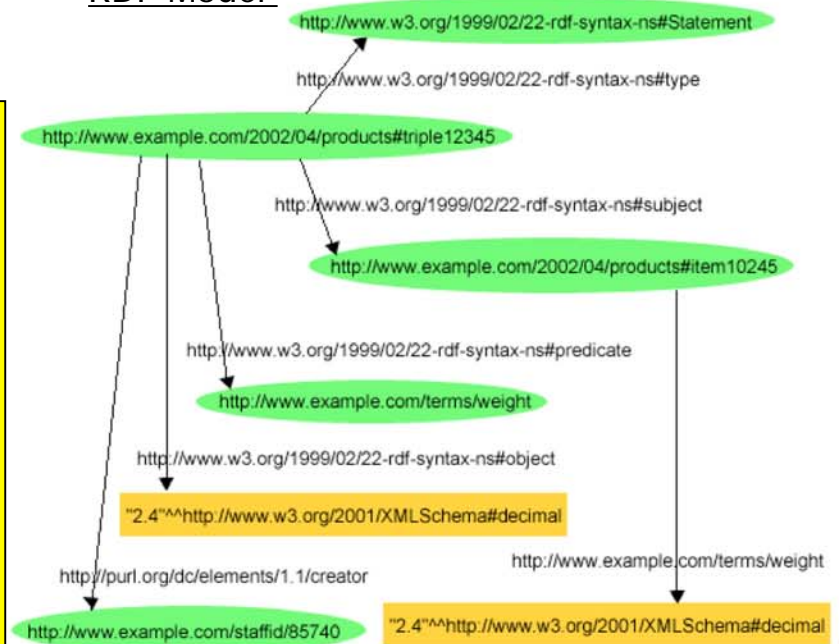 RDF Model
http://www.w3.org/1999/02/22-rdf-syntax-ns#Statement
http://www.w3.org/1999/02/22-rdf-syntax-ns#type
http://www.example.com/2002/04/products#triple12345
http://www.w3.org/1999/02/22-rdf-syntax-ns#subject
http://www.example.com/2002/04/products#item10245
http://www.w3.org/1999/02/22-rdf-syntax-ns#predicate
http://www.example.com/terms/weight
http://www.w3.org/1999/02/22-rdf-syntax-ns#object
"2.4"^^http://www.w3.org/2001/XMLSchema#decimal
http://www.example.com/terms/weight
http://purl.org/dc/elements/1.1/creator
http://www.example.com/staffid/85740
"2.4"^^http://www.w3.org/2001/XMLSchema#decimal